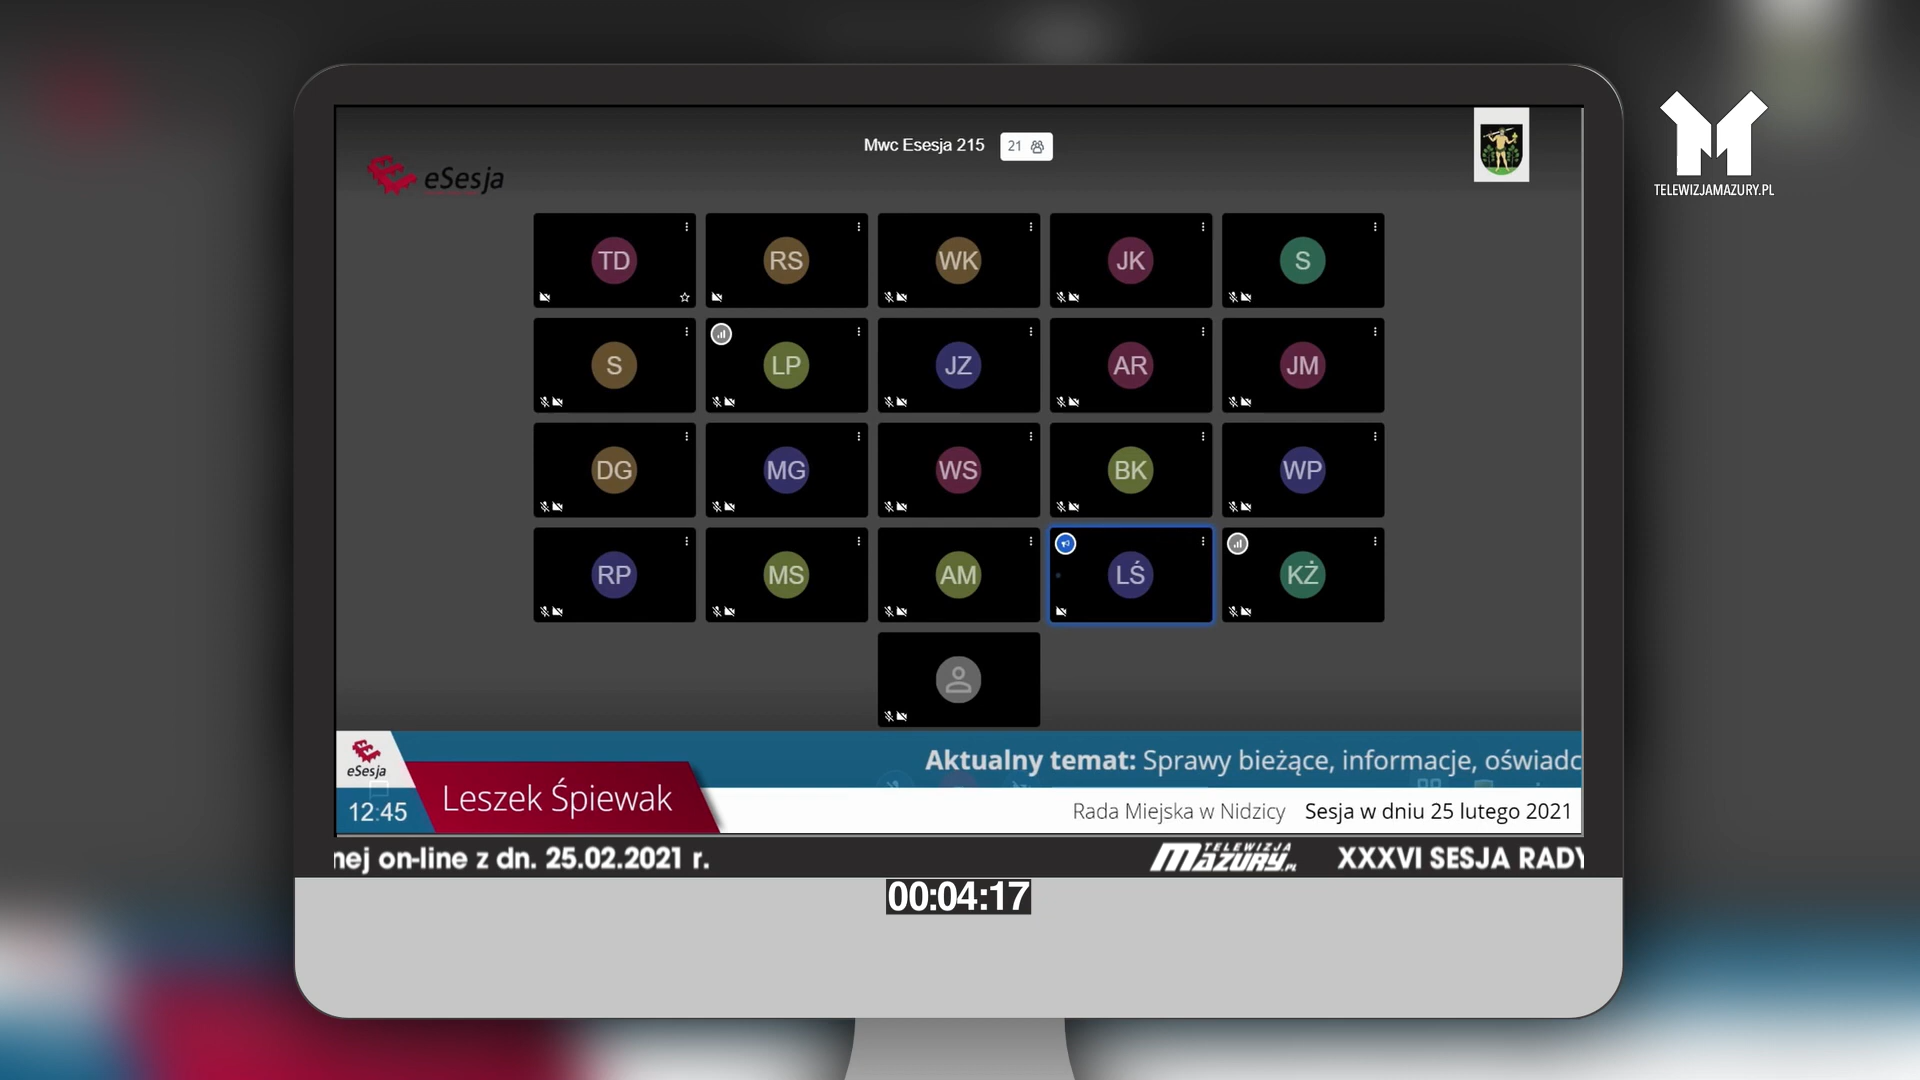 Mwc Esesja 215
21
eSesja
TELEWIZJAMAZURY.PL
TD
RS
WK
JK
S
S
LP
JZ
AR
JM
DG
MG
WS
BK
WP
RP
MS
AM
LŚ
KŻ
Aktualny temat: Sprawy bieżące, informacje, oświadc
eSesja
12:45
Leszek Śpiewak
Rada Miejska w Nidzicy Sesja w dniu 25 lutego 2021
nej on-line z dn. 25.02.2021 r.
TELEWIZJA
MAZURY.PL
XXXVI SESJA RADY
00:04:17